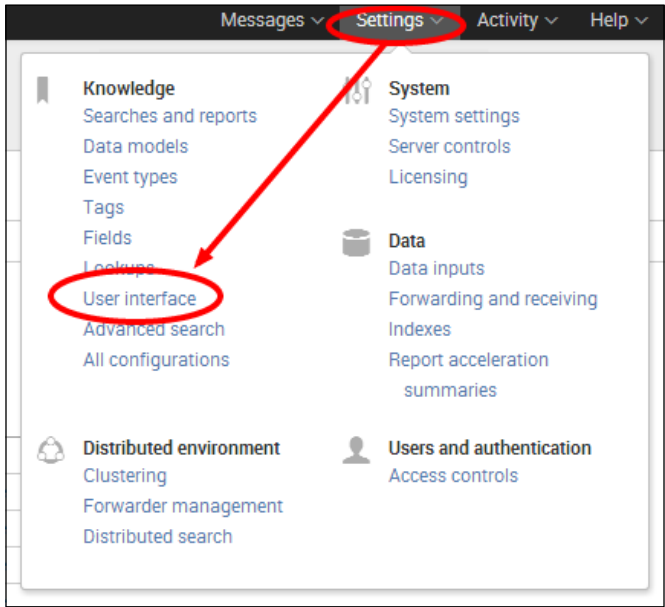 Messages Settings Activity Help
Knowledge
Searches and reports
Data models
Event types
Tags
Fields
Lookups
User interface
Advanced search
All configurations
System
System settings
Server controls
Licensing
Data
Data inputs
Forwarding and receiving
Indexes
Report acceleration
summaries
Distributed environment
Clustering
Forwarder management
Distributed search
Users and authentication
Access controls